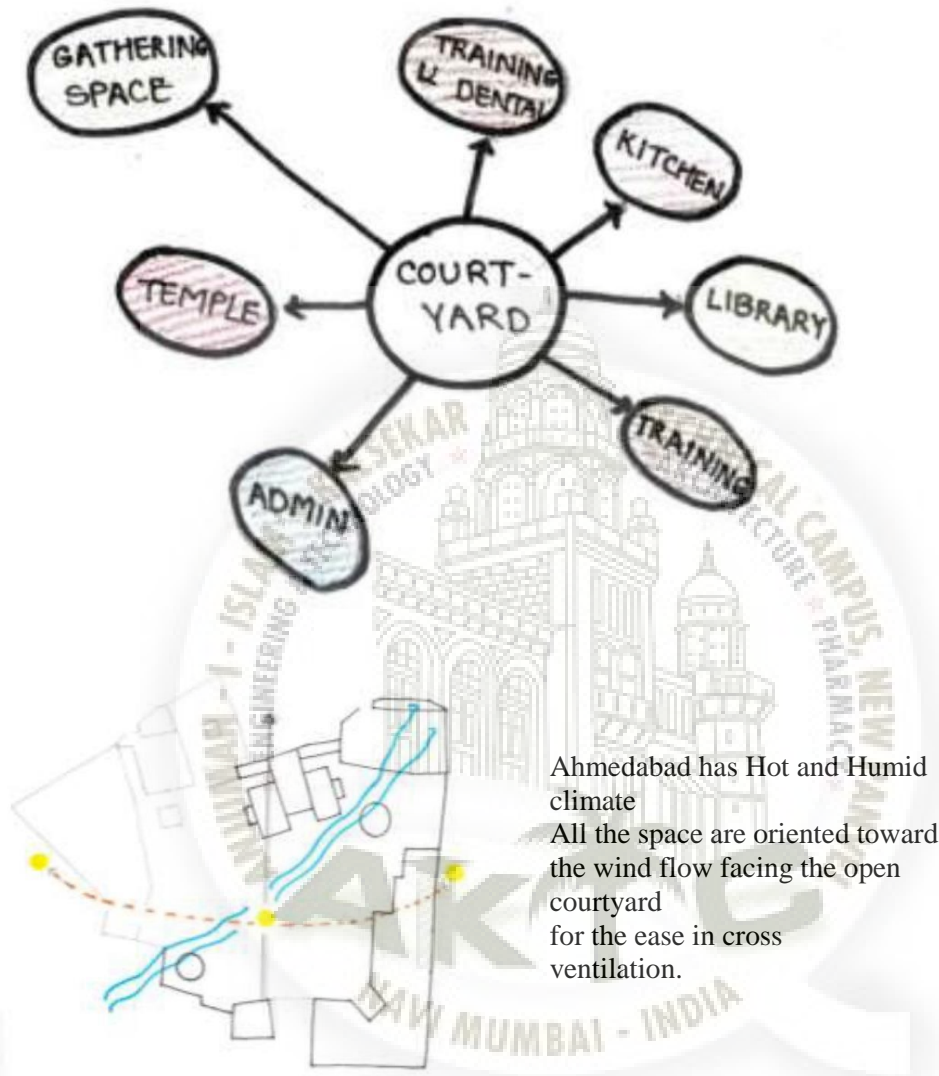 GATHERING
SPACE
TRAINING
& DENTAL
KITCHEN
COURT-
YARD
TEMPLE
LIBRARY
TRAINING
ADMIN
Ahmedabad has Hot and Humid
climate
All the space are oriented toward
the wind flow facing the open
courtyard
for the ease in cross
ventilation.
AKTC
NAVI MUMBAI - INDIA